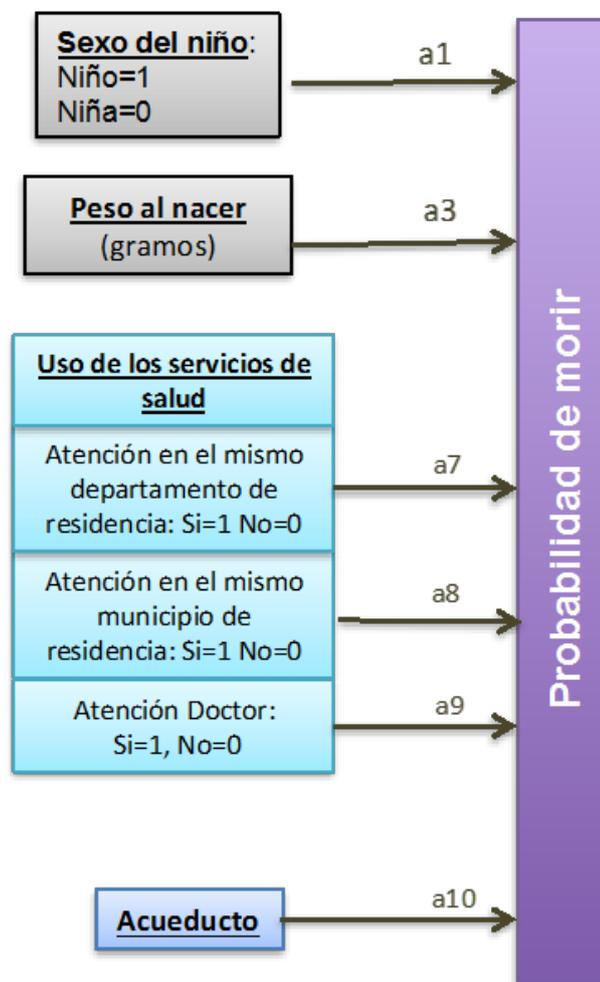 Sexo del niño:
Niño=1
Niña=0
a1
Peso al nacer
(gramos)
a3
Uso de los servicios de
salud
Atención en el mismo
departamento de
residencia: Si=1 No=0
a7
Atención en el mismo
municipio de
residencia: Si=1 No=0
a8
Atención Doctor:
Si=1, No=0
a9
Acueducto
a10
Probabilidad de morir